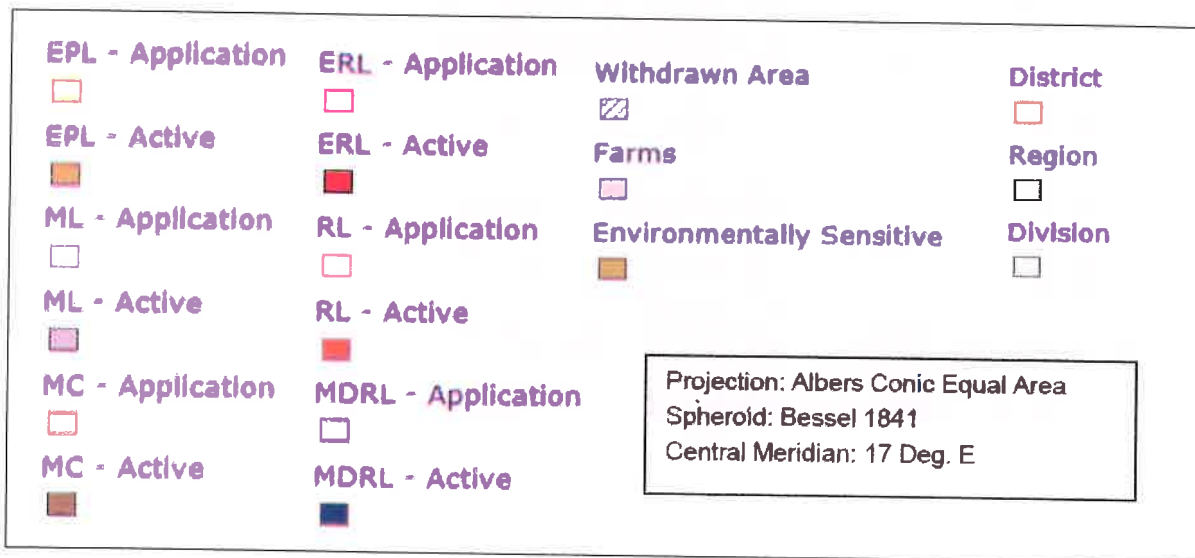 EPL - Application
EPL - Active
ML - Application
ML - Active
MC - Application
MC - Active
ERL - Application
ERL - Active
RL - Application
RL - Active
MDRL - Application
MDRL - Active
Withdrawn Area
Farms
Environmentally Sensitive
District
Region
Division
Projection: Albers Conic Equal Area
Spheroid: Bessel 1841
Central Meridian: 17 Deg. E